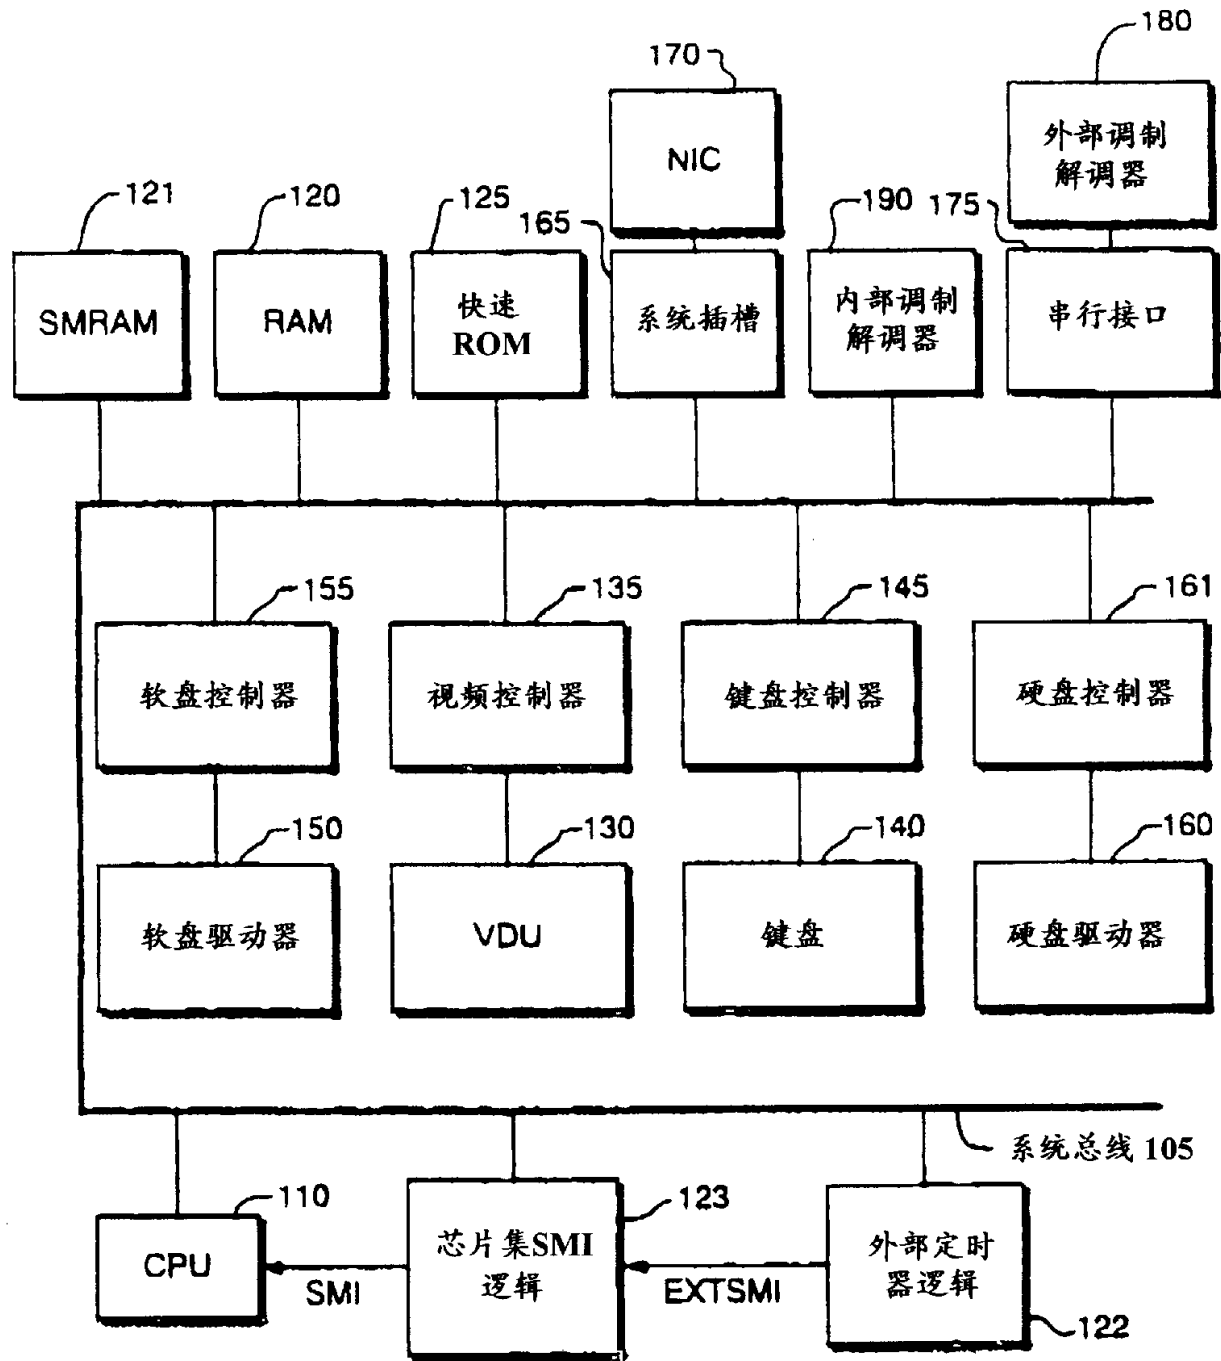 180
170
外部调制
解调器
NIC
121
120
125
165
190
175
SMRAM
RAM
快速
ROM
系统插槽
内部调制
解调器
串行接口
155
135
145
161
软盘控制器
视频控制器
键盘控制器
硬盘控制器
150
130
140
160
软盘驱动器
VDU
键盘
硬盘驱动器
系统总线 105
110
123
CPU
SMI
芯片集SMI
逻辑
EXTSMI
外部定时
器逻辑
122